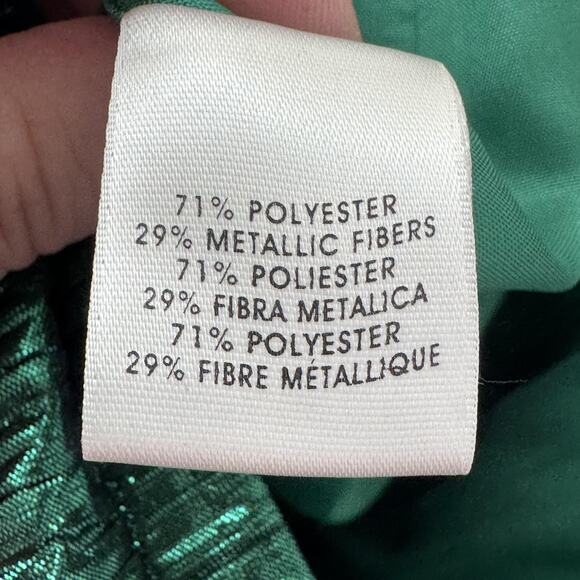 71% POLYESTER
29% METALLIC FIBERS
71% POLIESTER
29% FIBRA METALICA
71% POLYESTER
29% FIBRE MÉTALLIQUE